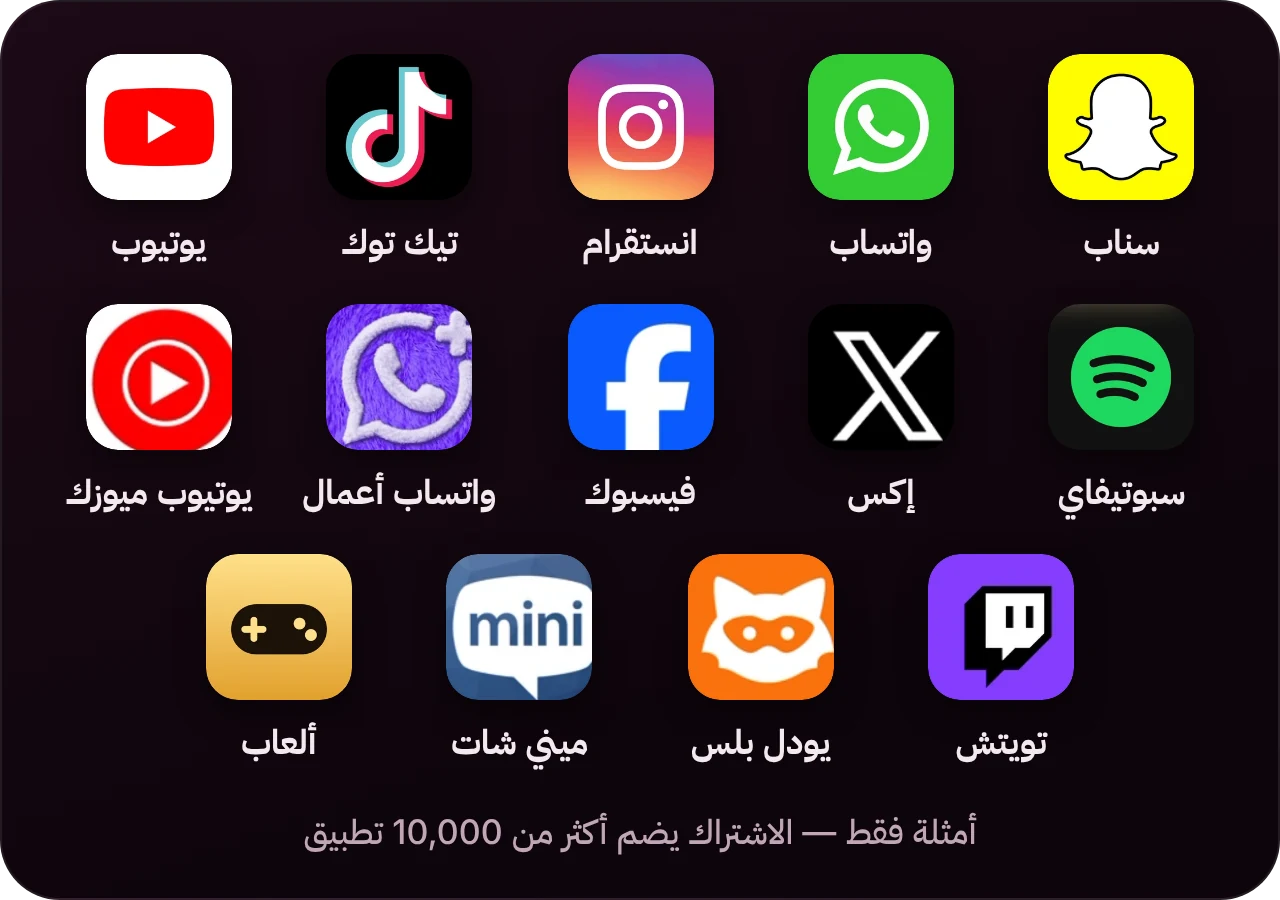 سناب واتساب انستقرام تيك توك يوتيوب
سبوتيفاي إكس فيسبوك واتساب أعمال يوتيوب ميوزك
mini
تويتش يودل بلس ميني شات ألعاب
أمثلة فقط — الاشتراك يضم أكثر من 10,000 تطبيق